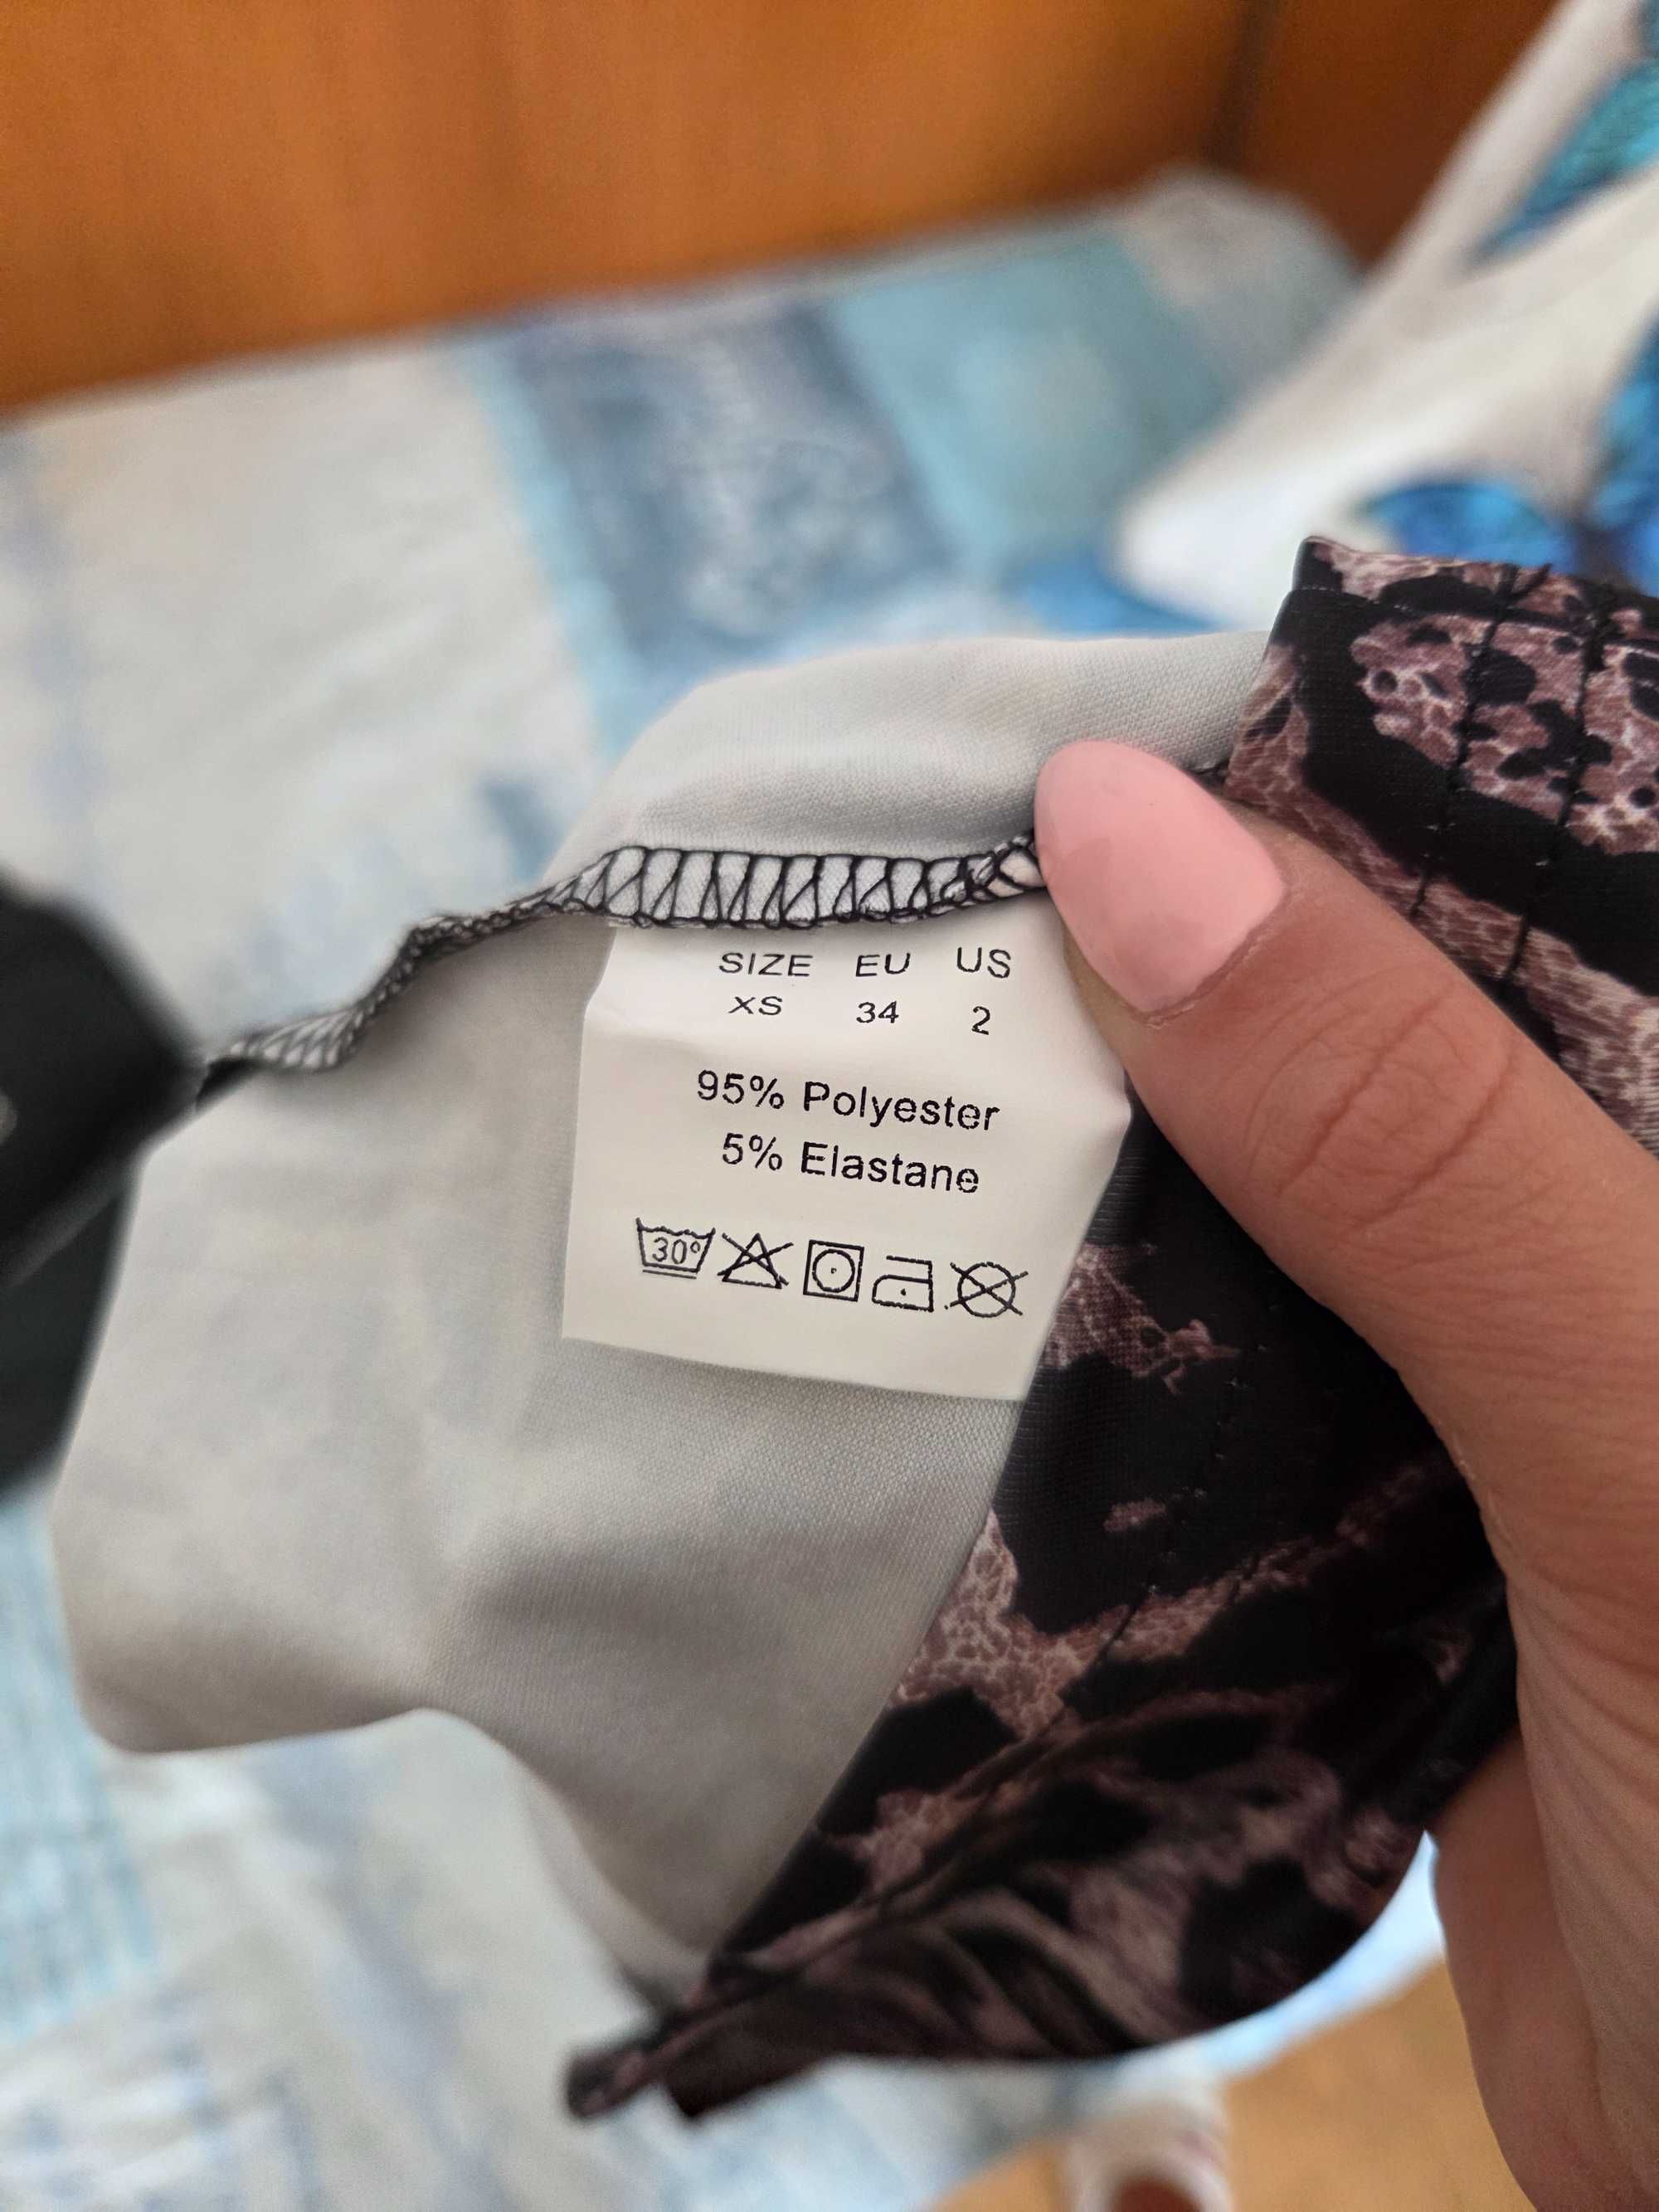 SIZE EU US
XS 34 2
95% Polyester
5% Elastane
30°